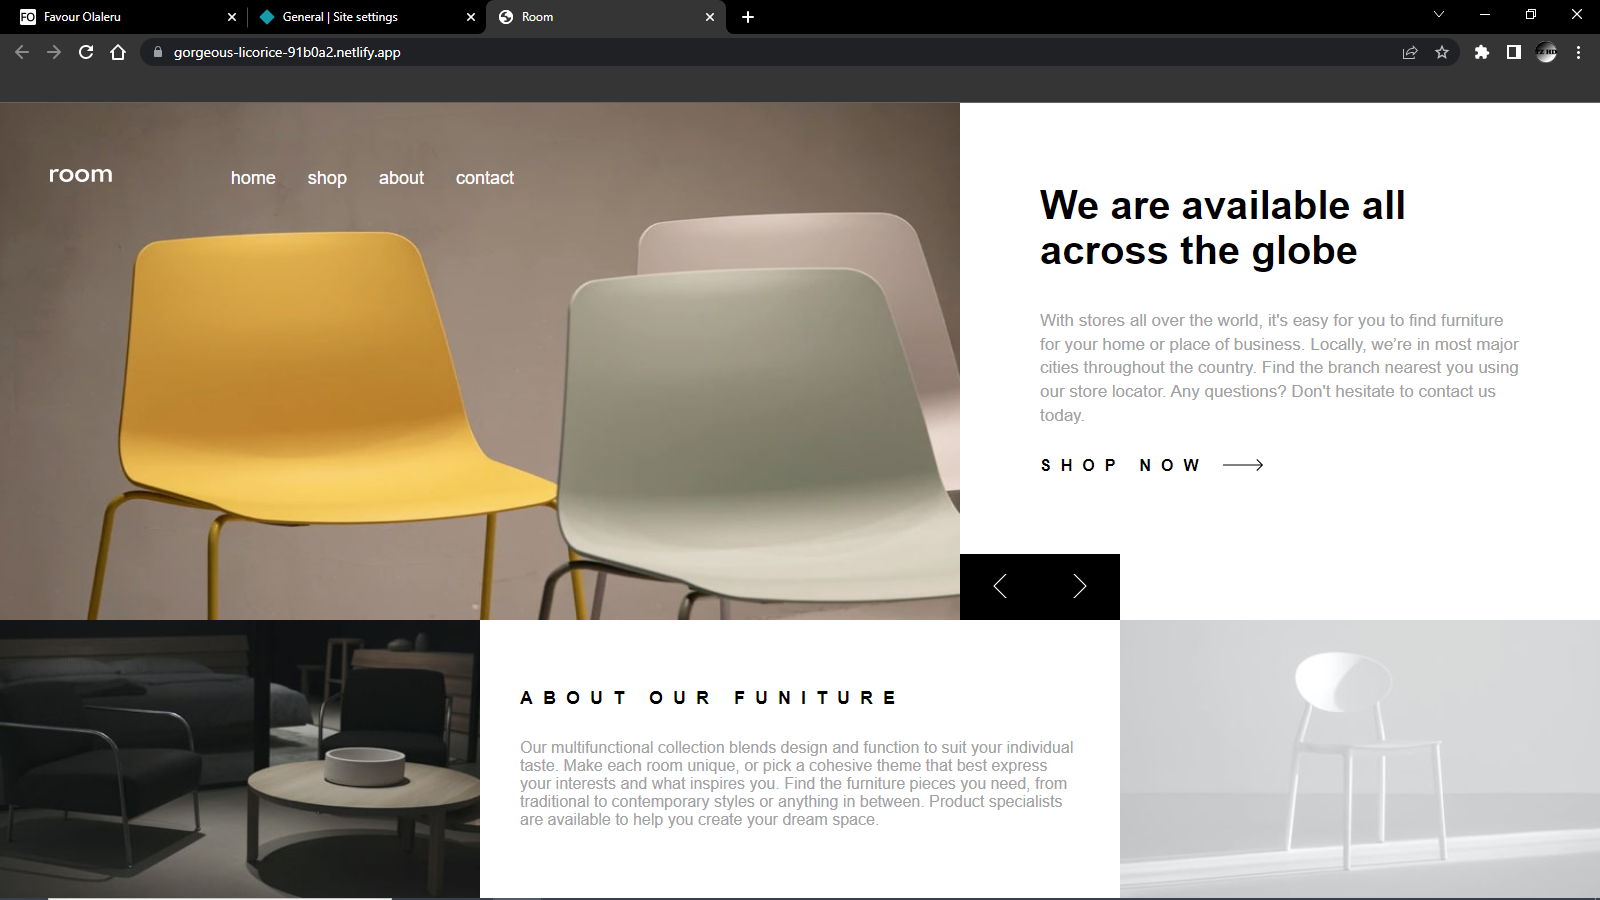 Favour Olaleru
General | Site settings
Room
gorgeous-licorice-91b0a2.netlify.app
room
home shop about contact
We are available all
across the globe
With stores all over the world, it's easy for you to find furniture
for your home or place of business. Locally, we’re in most major
cities throughout the country. Find the branch nearest you using
our store locator. Any questions? Don't hesitate to contact us
today.
SHOP NOW
ABOUT OUR FUNITURE
Our multifunctional collection blends design and function to suit your individual
taste. Make each room unique, or pick a cohesive theme that best express
your interests and what inspires you. Find the furniture pieces you need, from
traditional to contemporary styles or anything in between. Product specialists
are available to help you create your dream space.